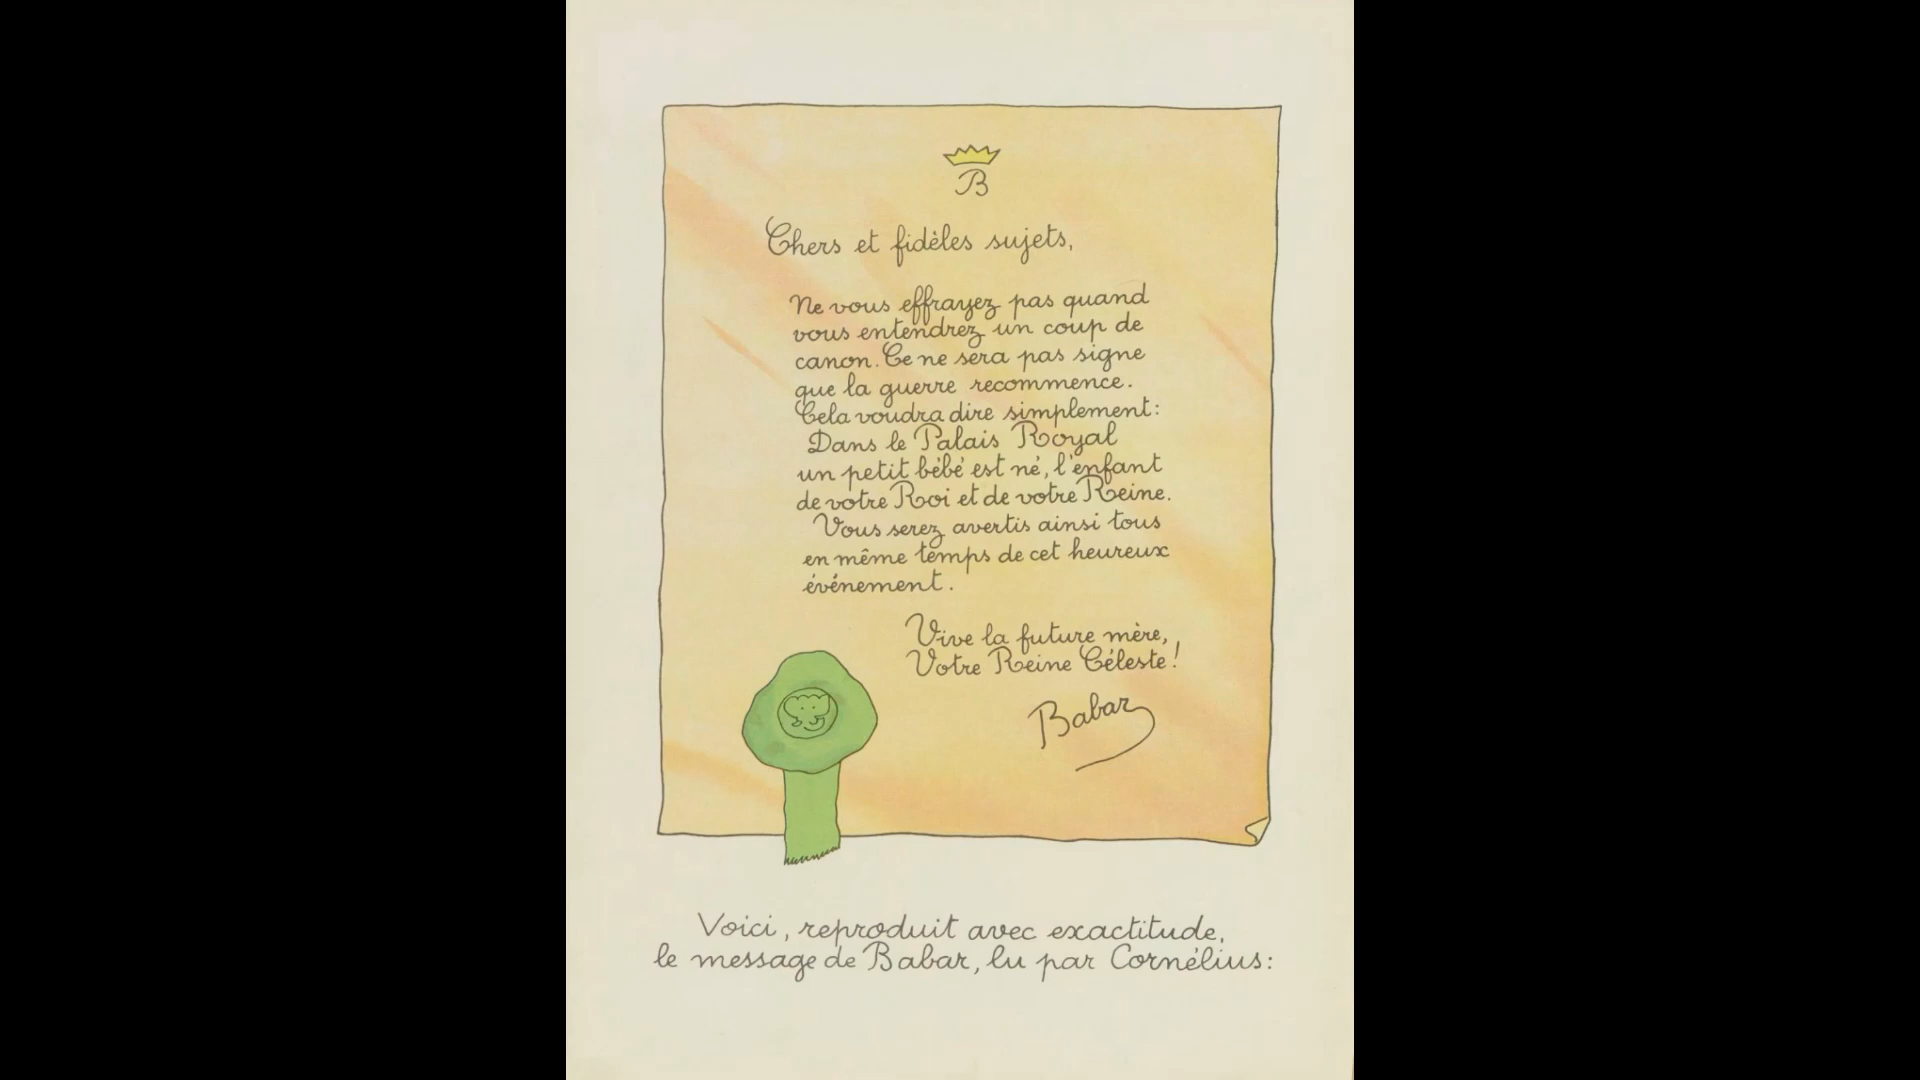 B
Chers et fidèles sujets,
Ne vous effrayez pas quand
vous entendrez un coup de
canon. Ce ne sera pas signe
que la guerre recommence.
Cela voudra dire simplement:
Dans le Palais Royal
un petit bébé est né, l'enfant
de votre Roi et de votre Reine.
Vous serez avertis ainsi tous
en même temps de cet heureux
événement.
Vive la future mère,
Votre Reine Céleste!
Babar
Voici, reproduit avec exactitude,
le message de Babar, lu par Cornélius: